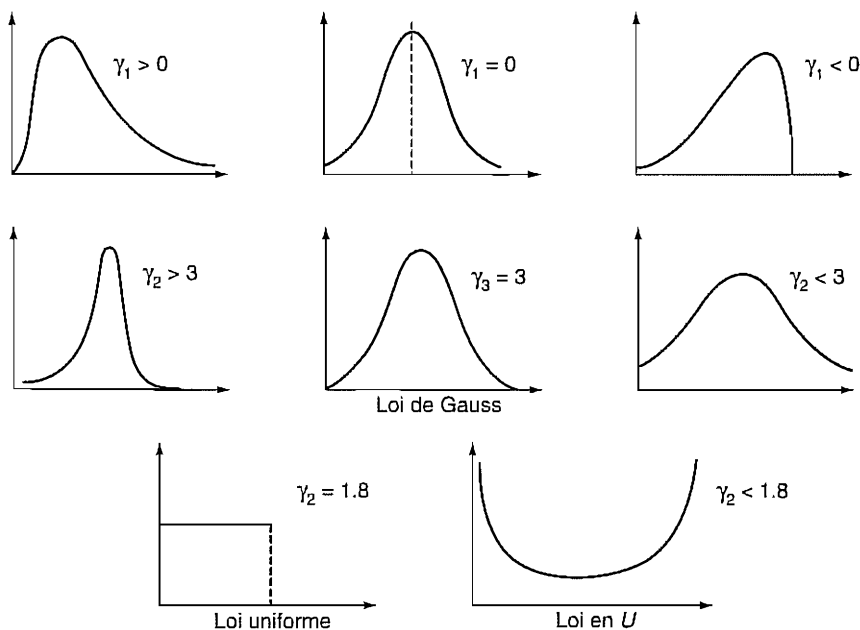 γ₁ > 0
γ₁ = 0
γ₁ < 0
γ₂ > 3
γ₃ = 3
γ₂ < 3
Loi de Gauss
γ₂ = 1.8
γ₂ < 1.8
Loi uniforme
Loi en U